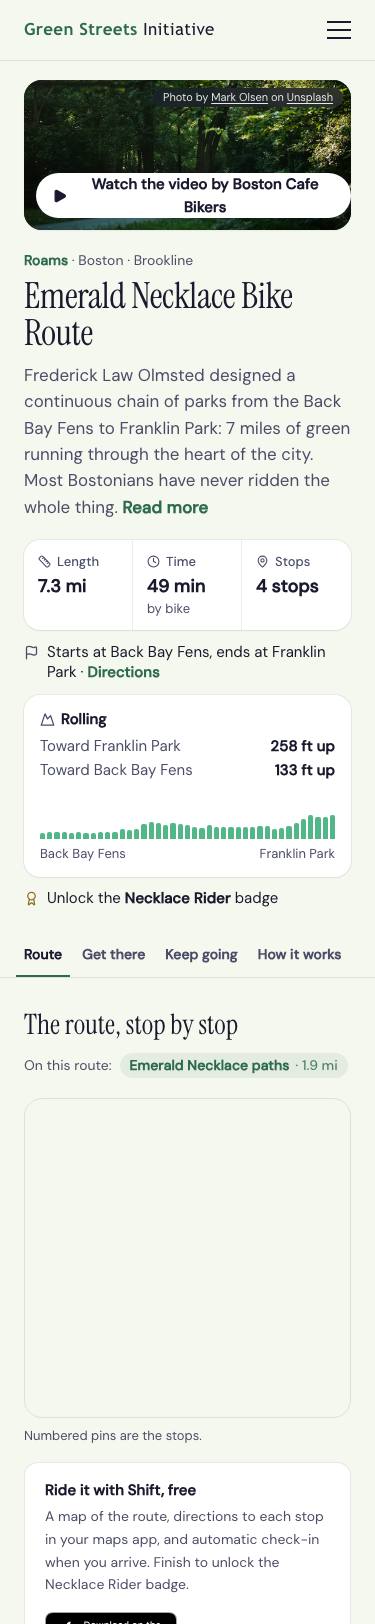 Green Streets Initiative
Photo by Mark Olsen on Unsplash
Watch the video by Boston Cafe
Bikers
Roams · Boston · Brookline
Emerald Necklace Bike
Route
Frederick Law Olmsted designed a
continuous chain of parks from the Back
Bay Fens to Franklin Park: 7 miles of green
running through the heart of the city.
Most Bostonians have never ridden the
whole thing. Read more
Length
7.3 mi
Time
49 min
by bike
Stops
4 stops
Starts at Back Bay Fens, ends at Franklin
Park · Directions
Rolling
Toward Franklin Park 258 ft up
Toward Back Bay Fens 133 ft up
Back Bay Fens Franklin Park
Unlock the Necklace Rider badge
Route Get there Keep going How it works
The route, stop by stop
On this route: Emerald Necklace paths · 1.9 mi
Numbered pins are the stops.
Ride it with Shift, free
A map of the route, directions to each stop
in your maps app, and automatic check-in
when you arrive. Finish to unlock the
Necklace Rider badge.
Download on the